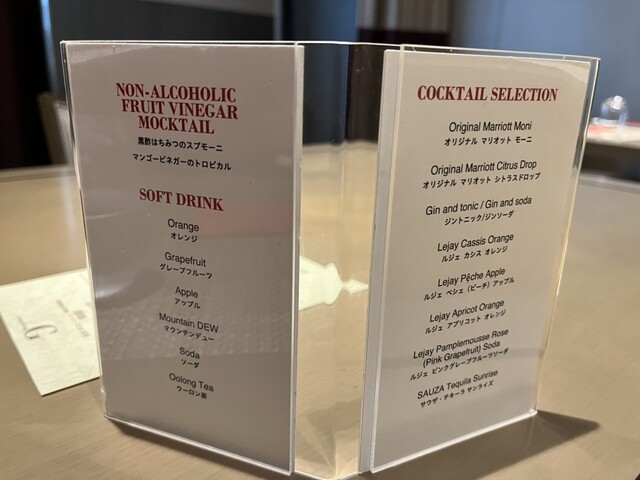 NON-ALCOHOLIC
FRUIT VINEGAR
MOCKTAIL
黒酢はちみつのスプモーニ
マンゴービネガーのトロピカル
SOFT DRINK
Orange
オレンジ
Grapefruit
グレープフルーツ
Apple
アップル
Mountain DEW
マウンテンデュー
Soda
ソーダ
Oolong Tea
ウーロン茶
COCKTAIL SELECTION
Original Marriott Moni
オリジナル マリオット モーニ
Original Marriott Citrus Drop
オリジナル マリオット シトラスドロップ
Gin and tonic / Gin and soda
ジントニック/ジンソーダ
Lejay Cassis Orange
ルジェ カシス オレンジ
Lejay Pêche Apple
ルジェ ペシェ（ピーチ）アップル
Lejay Apricot Orange
ルジェ アプリコット オレンジ
Lejay Pamplemousse Rose
(Pink Grapefruit) Soda
ルジェ ピンクグレープフルーツソーダ
SAUZA Tequila Sunrise
サウザ・テキーラ サンライズ